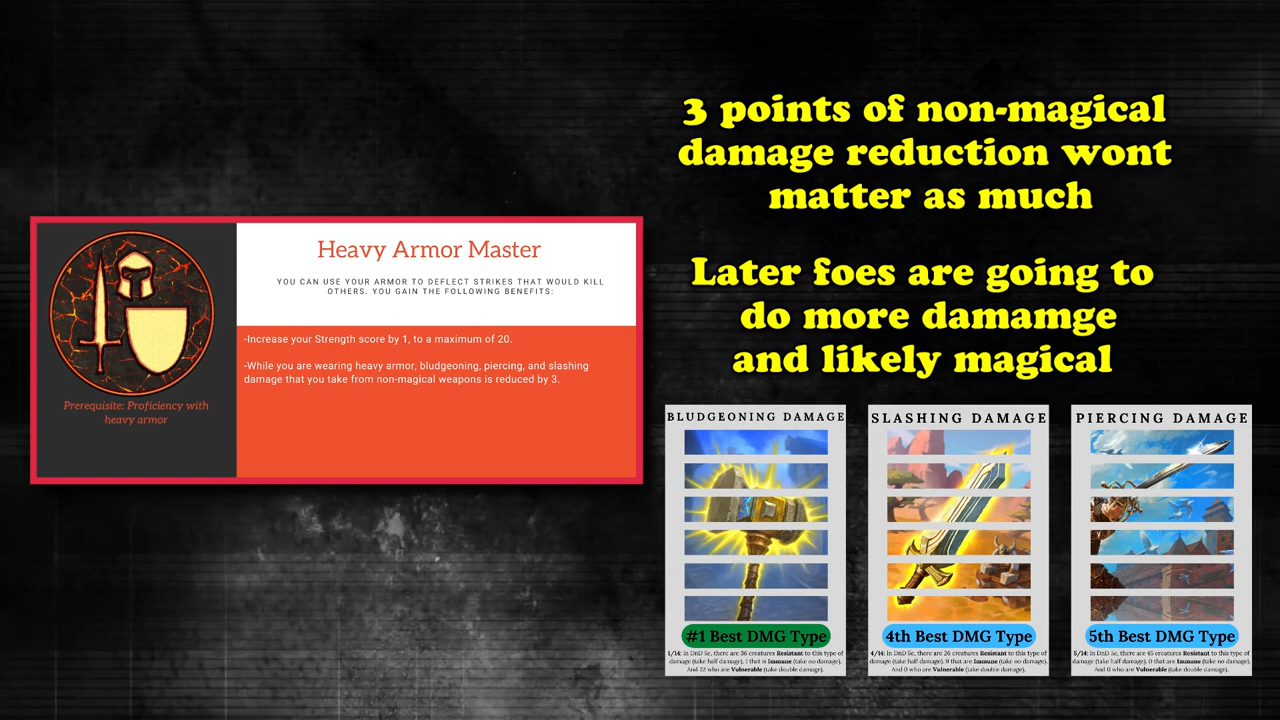 3 points of non-magical
damage reduction wont
matter as much
Later foes are going to
do more damamge
and likely magical
Heavy Armor Master
YOU CAN USE YOUR ARMOR TO DEFLECT STRIKES THAT WOULD KILL
OTHERS. YOU GAIN THE FOLLOWING BENEFITS:
-Increase your Strength score by 1, to a maximum of 20.
-While you are wearing heavy armor, bludgeoning, piercing, and slashing
damage that you take from non-magical weapons is reduced by 3.
Prerequisite: Proficiency with
heavy armor
BLUDGEONING DAMAGE
#1 Best DMG Type
1/14: In DnD 5e, there are 36 creatures Resistant to this type of
damage (take half damage). 1 that is Immune (take no damage).
And 22 who are Vulnerable (take double damage).
SLASHING DAMAGE
4th Best DMG Type
4/14: In DnD 5e, there are 26 creatures Resistant to this type of
damage (take half damage). 9 that are Immune (take no damage).
And 0 who are Vulnerable (take double damage).
PIERCING DAMAGE
5th Best DMG Type
5/14: In DnD 5e, there are 45 creatures Resistant to this type of
damage (take half damage). 0 that are Immune (take no damage).
And 0 who are Vulnerable (take double damage).